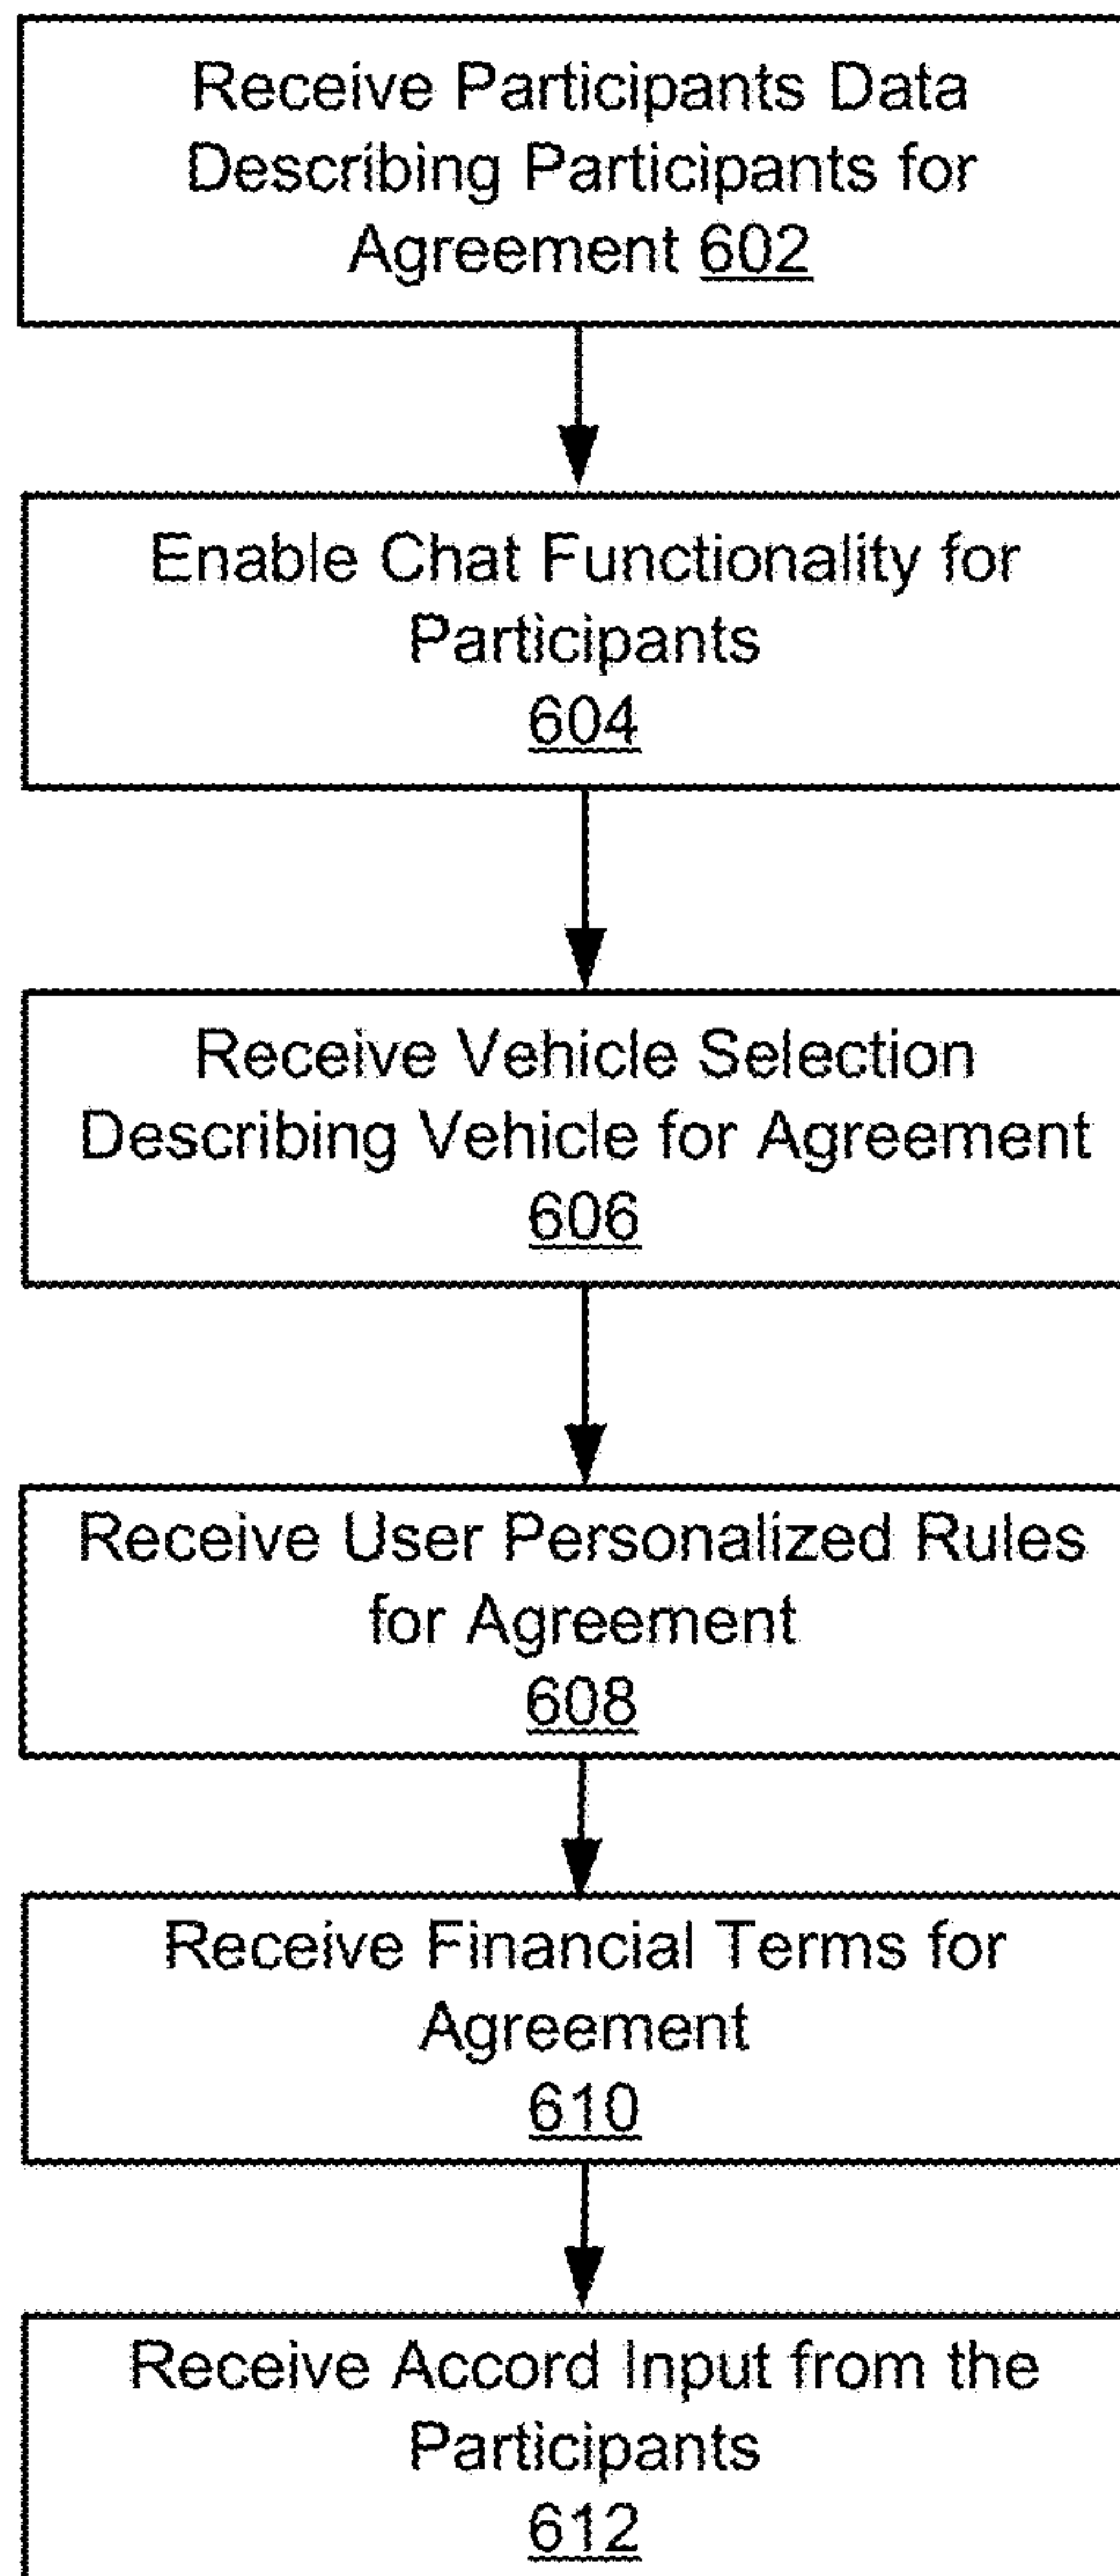 Receive Participants Data
Describing Participants for
Agreement 602
Enable Chat Functionality for
Participants
604
Receive Vehicle Selection
Describing Vehicle for Agreement
606
Receive User Personalized Rules
for Agreement
608
Receive Financial Terms for
Agreement
610
Receive Accord Input from the
Participants
612